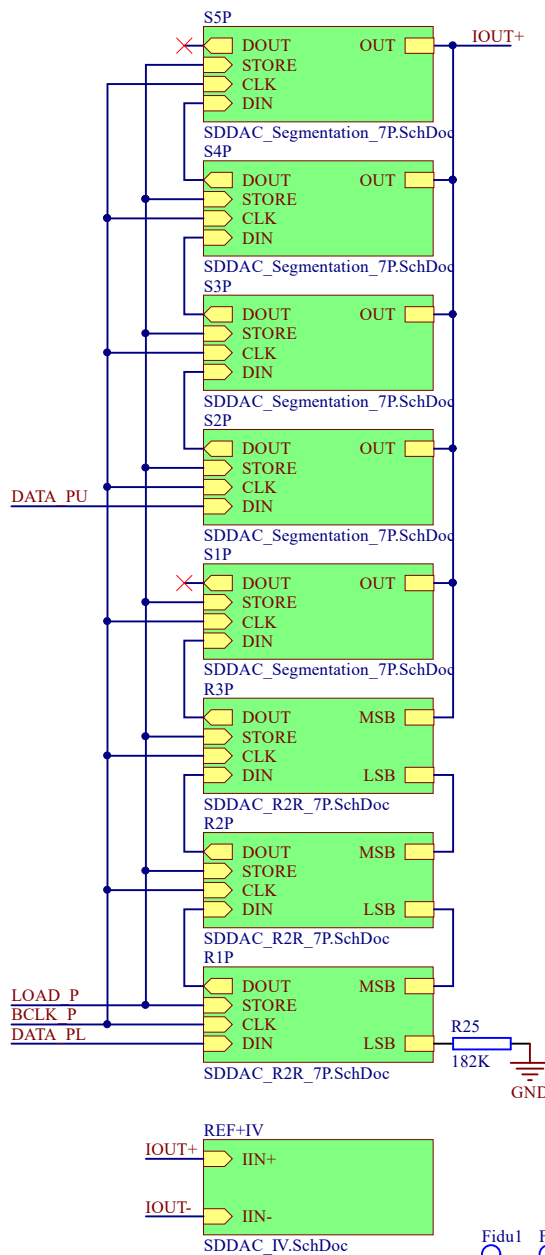 S5P
DOUT OUT IOUT+
STORE
CLK
DIN
SDDAC_Segmentation_7P.SchDoc
S4P
DOUT OUT
STORE
CLK
DIN
SDDAC_Segmentation_7P.SchDoc
S3P
DOUT OUT
STORE
CLK
DIN
SDDAC_Segmentation_7P.SchDoc
S2P
DOUT OUT
STORE
CLK
DATA_PU DIN
SDDAC_Segmentation_7P.SchDoc
S1P
DOUT OUT
STORE
CLK
DIN
SDDAC_Segmentation_7P.SchDoc
R3P
DOUT MSB
STORE
CLK
DIN LSB
SDDAC_R2R_7P.SchDoc
R2P
DOUT MSB
STORE
CLK
DIN LSB
SDDAC_R2R_7P.SchDoc
R1P
DOUT MSB
LOAD_P STORE
BCLK_P CLK R25
DATA_PL DIN LSB
182K
SDDAC_R2R_7P.SchDoc
GND
REF+IV
IOUT+ IIN+
IOUT- IIN-
SDDAC_IV.SchDoc
Fidu1 F